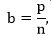 b = p/n,